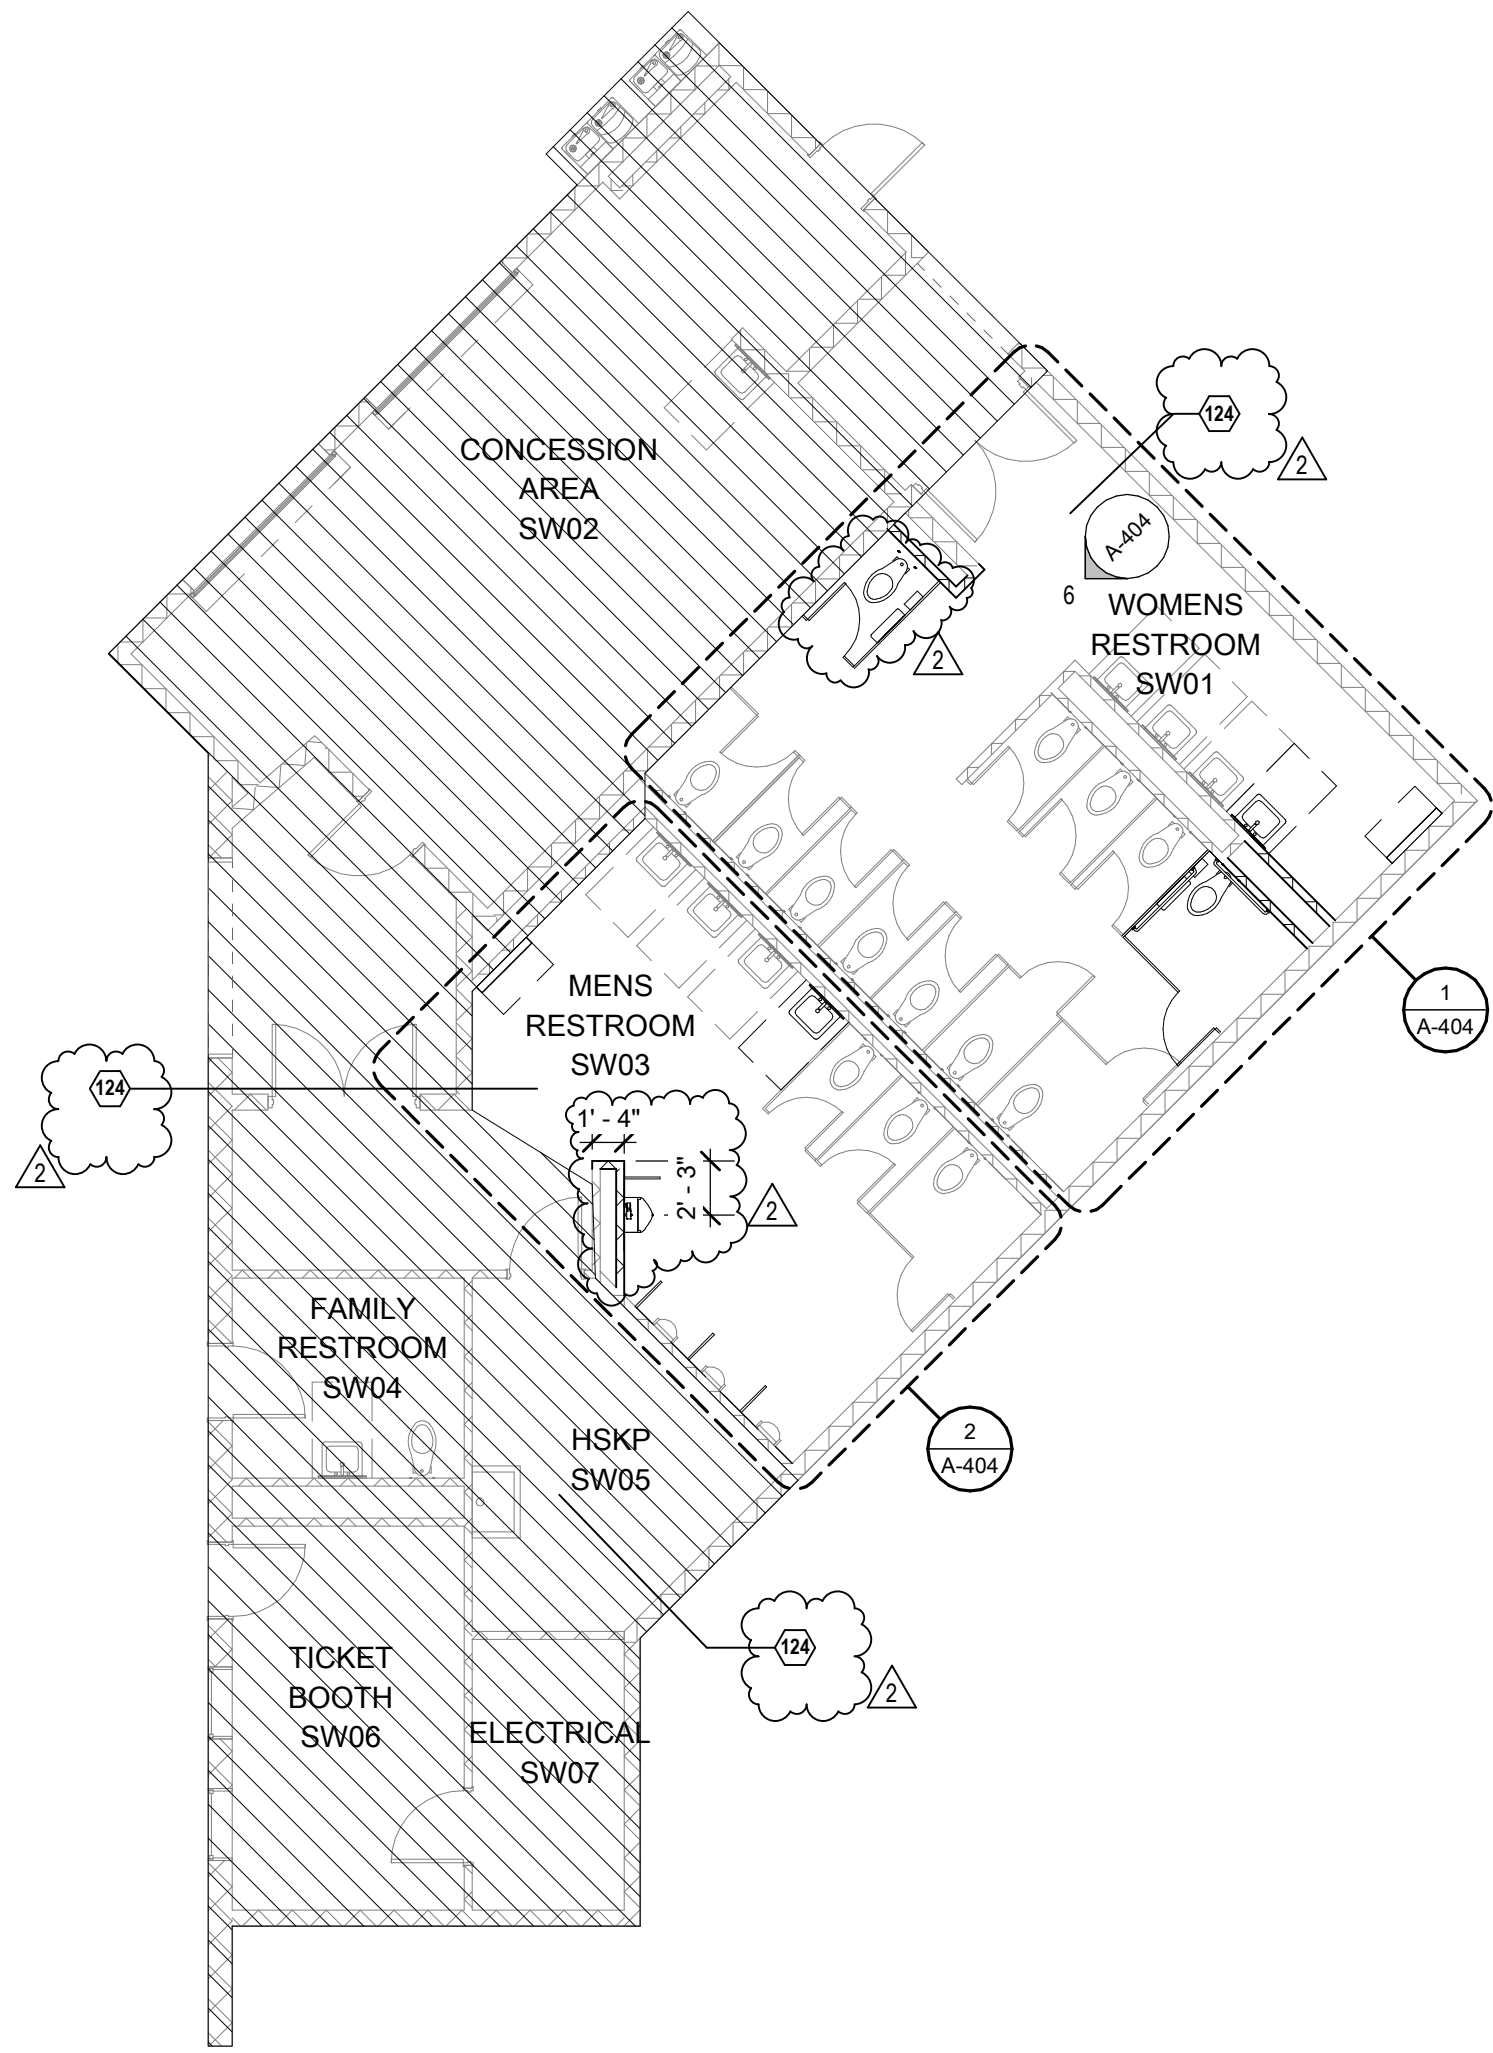 CONCESSION
AREA
SW02
124
2
A-404
6
WOMENS
RESTROOM
SW01
2
1
A-404
MENS
RESTROOM
SW03
124
2
1' - 4"
2' - 3"
2
FAMILY
RESTROOM
SW04
HSKP
SW05
2
A-404
124
2
TICKET
BOOTH
SW06
ELECTRICAL
SW07